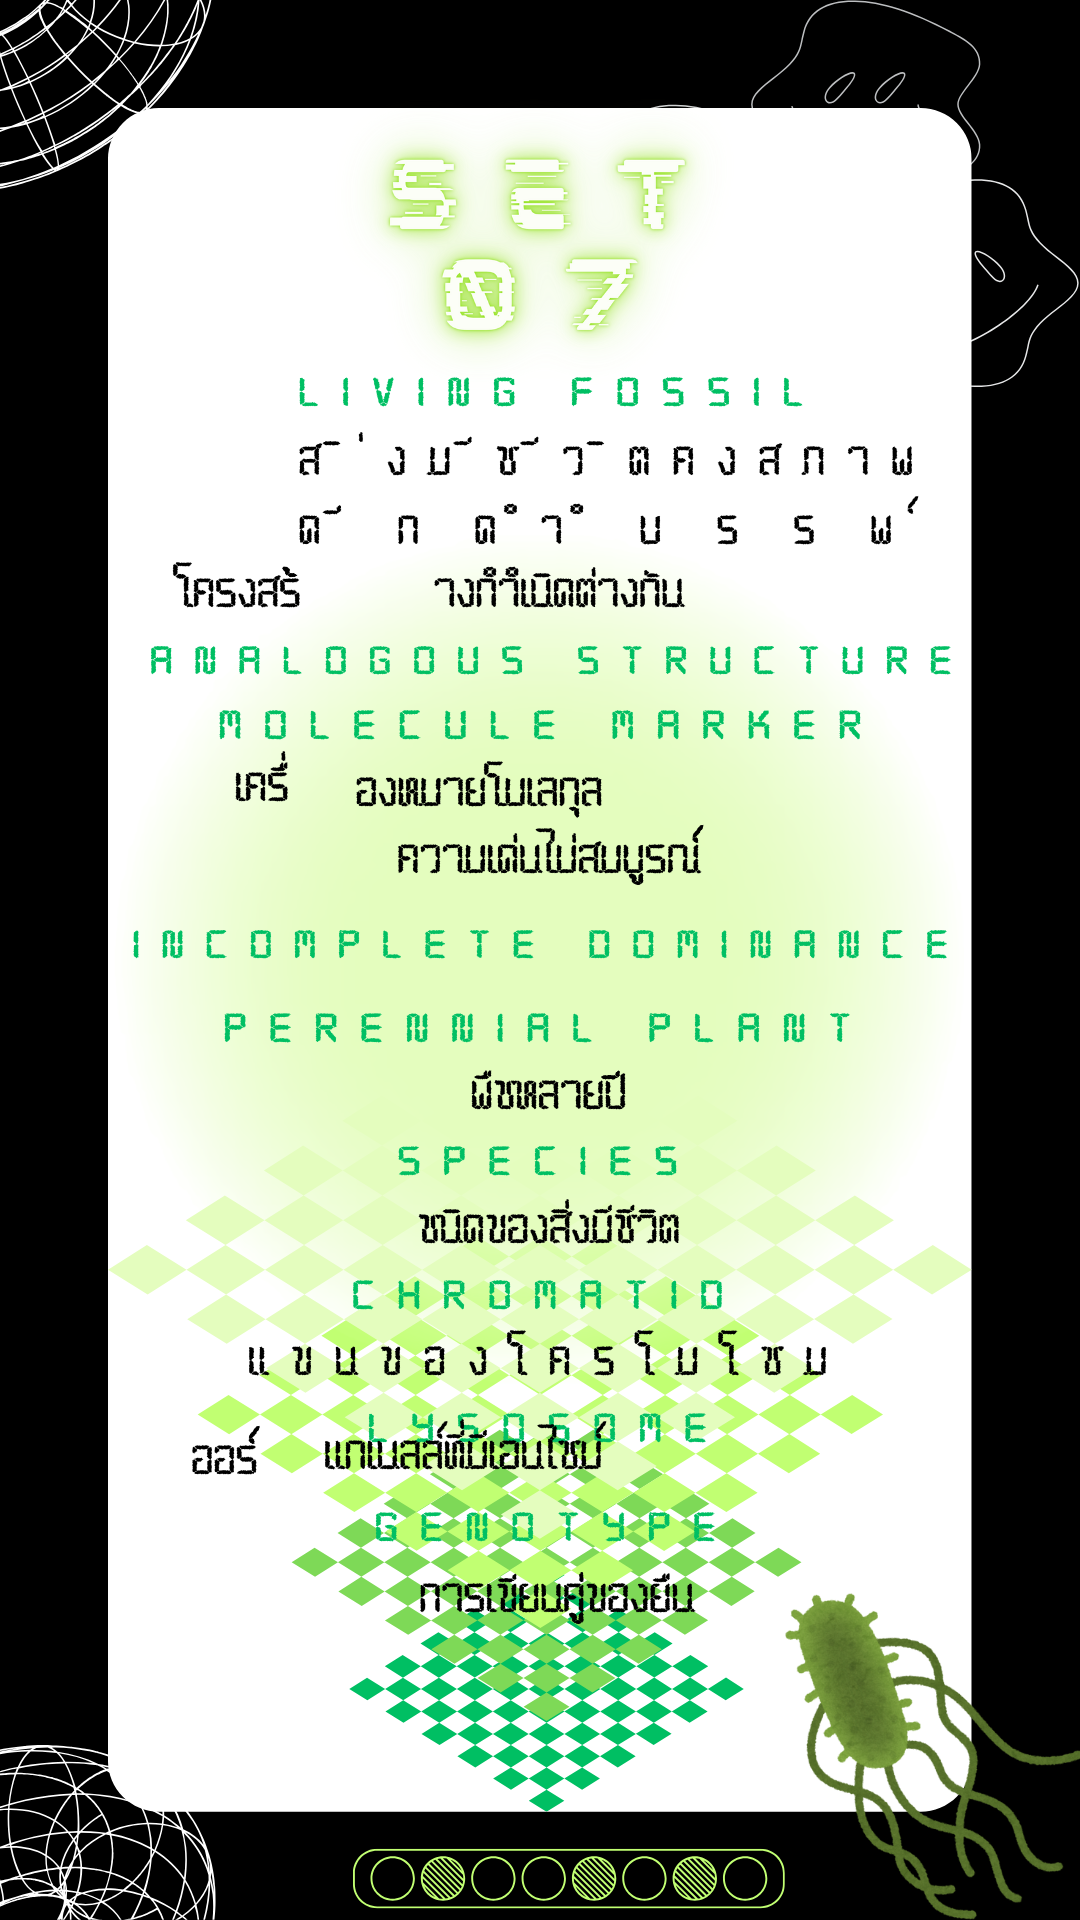 SET
07
LIVING FOSSIL
สิ่งมีชีวิตคงสภาพ
ดึกดำบรรพ์
โครงสร้างกำเนิดต่างกัน
ANALOGOUS STRUCTURE
MOLECULE MARKER
เครื่องหมายโมเลกุล
ความเด่นไม่สมบูรณ์
INCOMPLETE DOMINANCE
PERENNIAL PLANT
พืชหลายปี
SPECIES
ชนิดของสิ่งมีชีวิต
CHROMATID
แขนของโครโมโซม
LYSOSOME
ออร์แกเนลล์ที่มีเอนไซม์
GENOTYPE
การเขียนคู่ของยีน